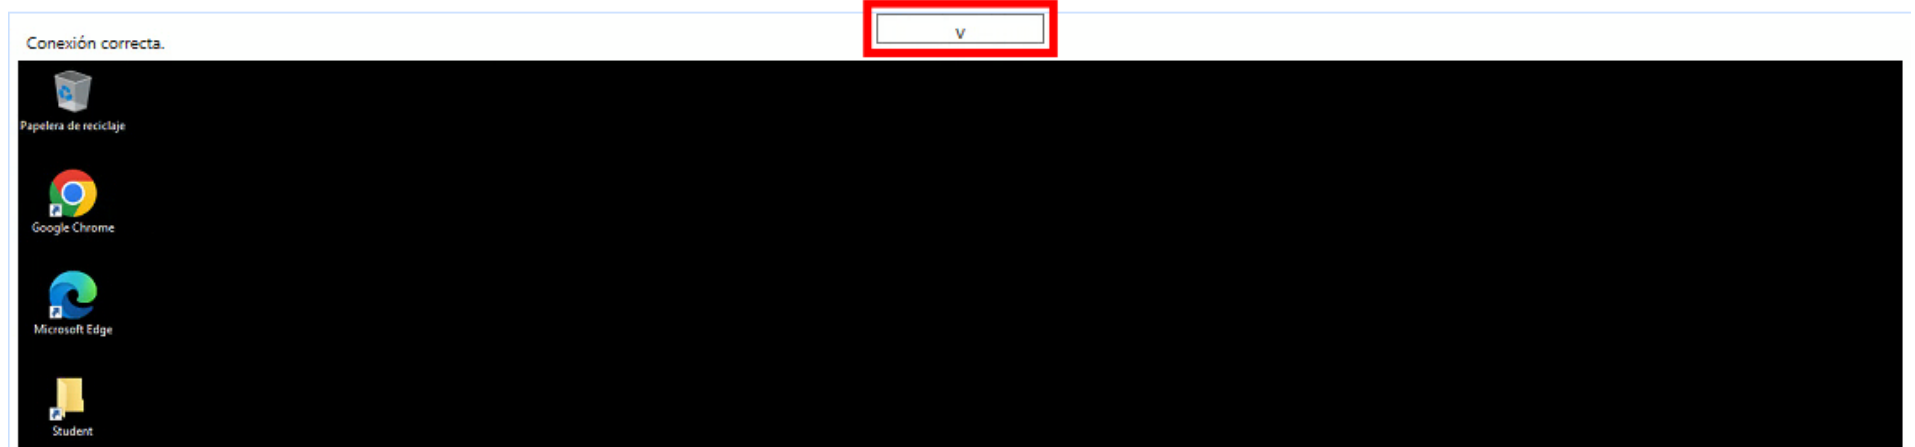 v
Conexión correcta.
Papelera de reciclaje
Google Chrome
Microsoft Edge
Student